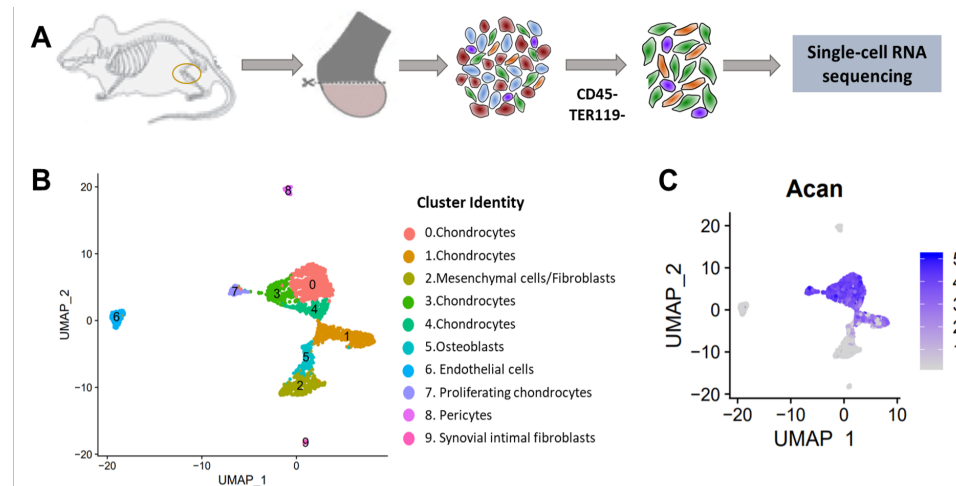 A
CD45-
TER119-
Single-cell RNA
sequencing
B
20
10
0
−10
−20
UMAP_2
−20
−10
0
UMAP_1
8
7
3
0
4
6
1
5
2
9
Cluster Identity
0.Chondrocytes
1.Chondrocytes
2.Mesenchymal cells/Fibroblasts
3.Chondrocytes
4.Chondrocytes
5.Osteoblasts
6. Endothelial cells
7. Proliferating chondrocytes
8. Pericytes
9. Synovial intimal fibroblasts
C
Acan
20
10
0
−10
−20
UMAP_2
−20
−10
0
10
UMAP_1
5
4
3
2
1